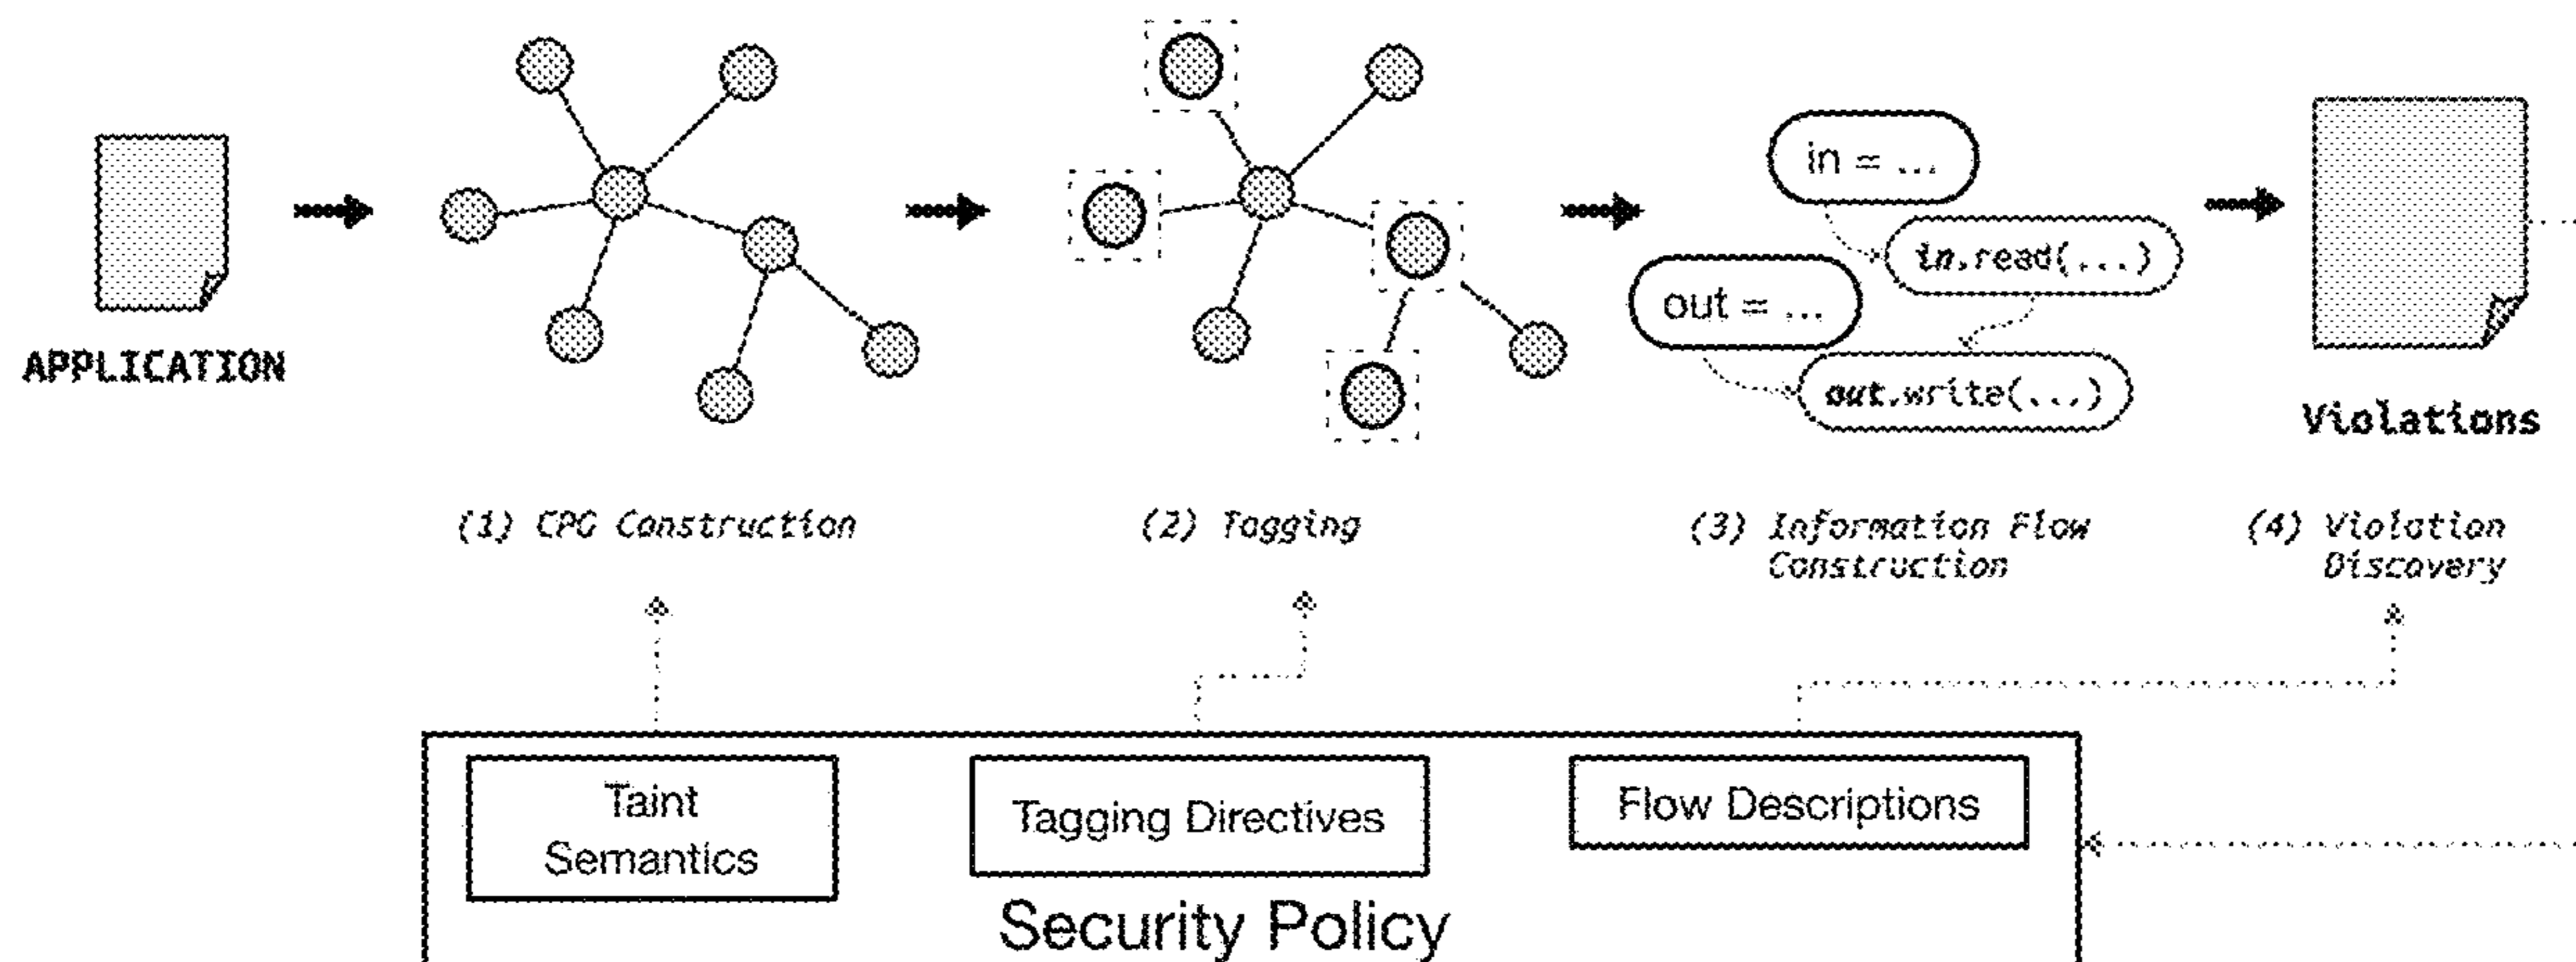 in = ...
in.read(...)
out = ...
out.write(...)
APPLICATION
Violations
(1) CPG Construction
(2) Tagging
(3) Information Flow
Construction
(4) Violation
Discovery
Taint
Semantics
Tagging Directives
Flow Descriptions
Security Policy